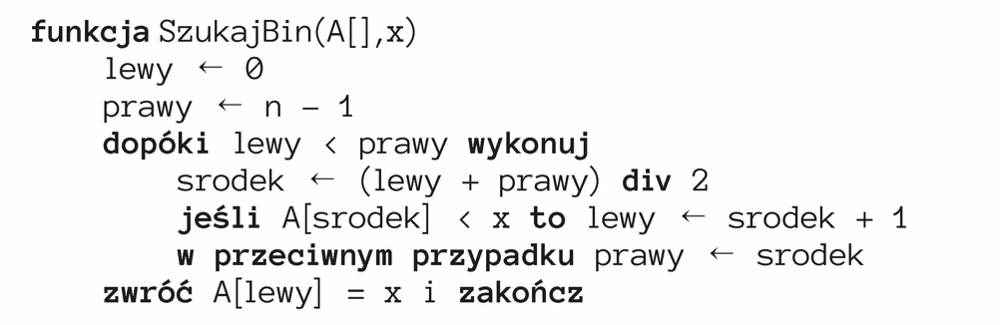 funkcja SzukajBin(A[],x)
lewy ← 0
prawy ← n – 1
dopóki lewy < prawy wykonuj
srodek ← (lewy + prawy) div 2
jeśli A[srodek] < x to lewy ← srodek + 1
w przeciwnym przypadku prawy ← srodek
zwróć A[lewy] = x i zakończ